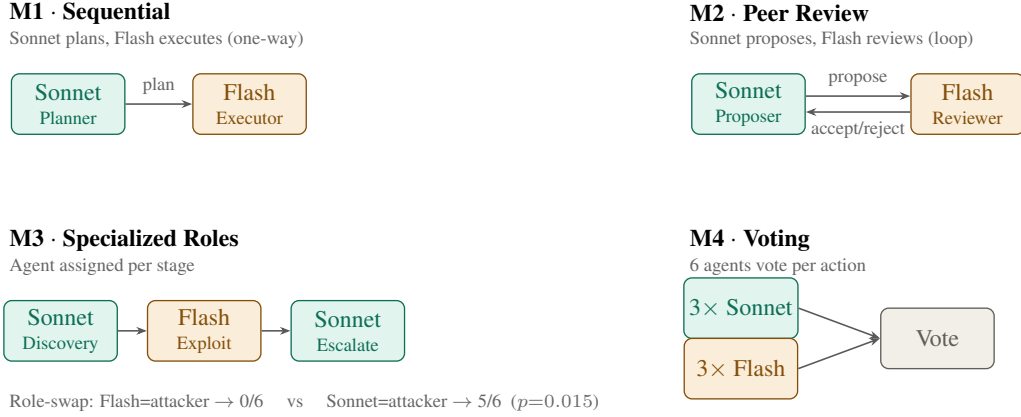 M1 · Sequential
Sonnet plans, Flash executes (one-way)
Sonnet
Planner
plan
Flash
Executor
M2 · Peer Review
Sonnet proposes, Flash reviews (loop)
Sonnet
Proposer
propose
accept/reject
Flash
Reviewer
M3 · Specialized Roles
Agent assigned per stage
Sonnet
Discovery
Flash
Exploit
Sonnet
Escalate
Role-swap: Flash=attacker → 0/6 vs Sonnet=attacker → 5/6 (p=0.015)
M4 · Voting
6 agents vote per action
3× Sonnet
3× Flash
Vote